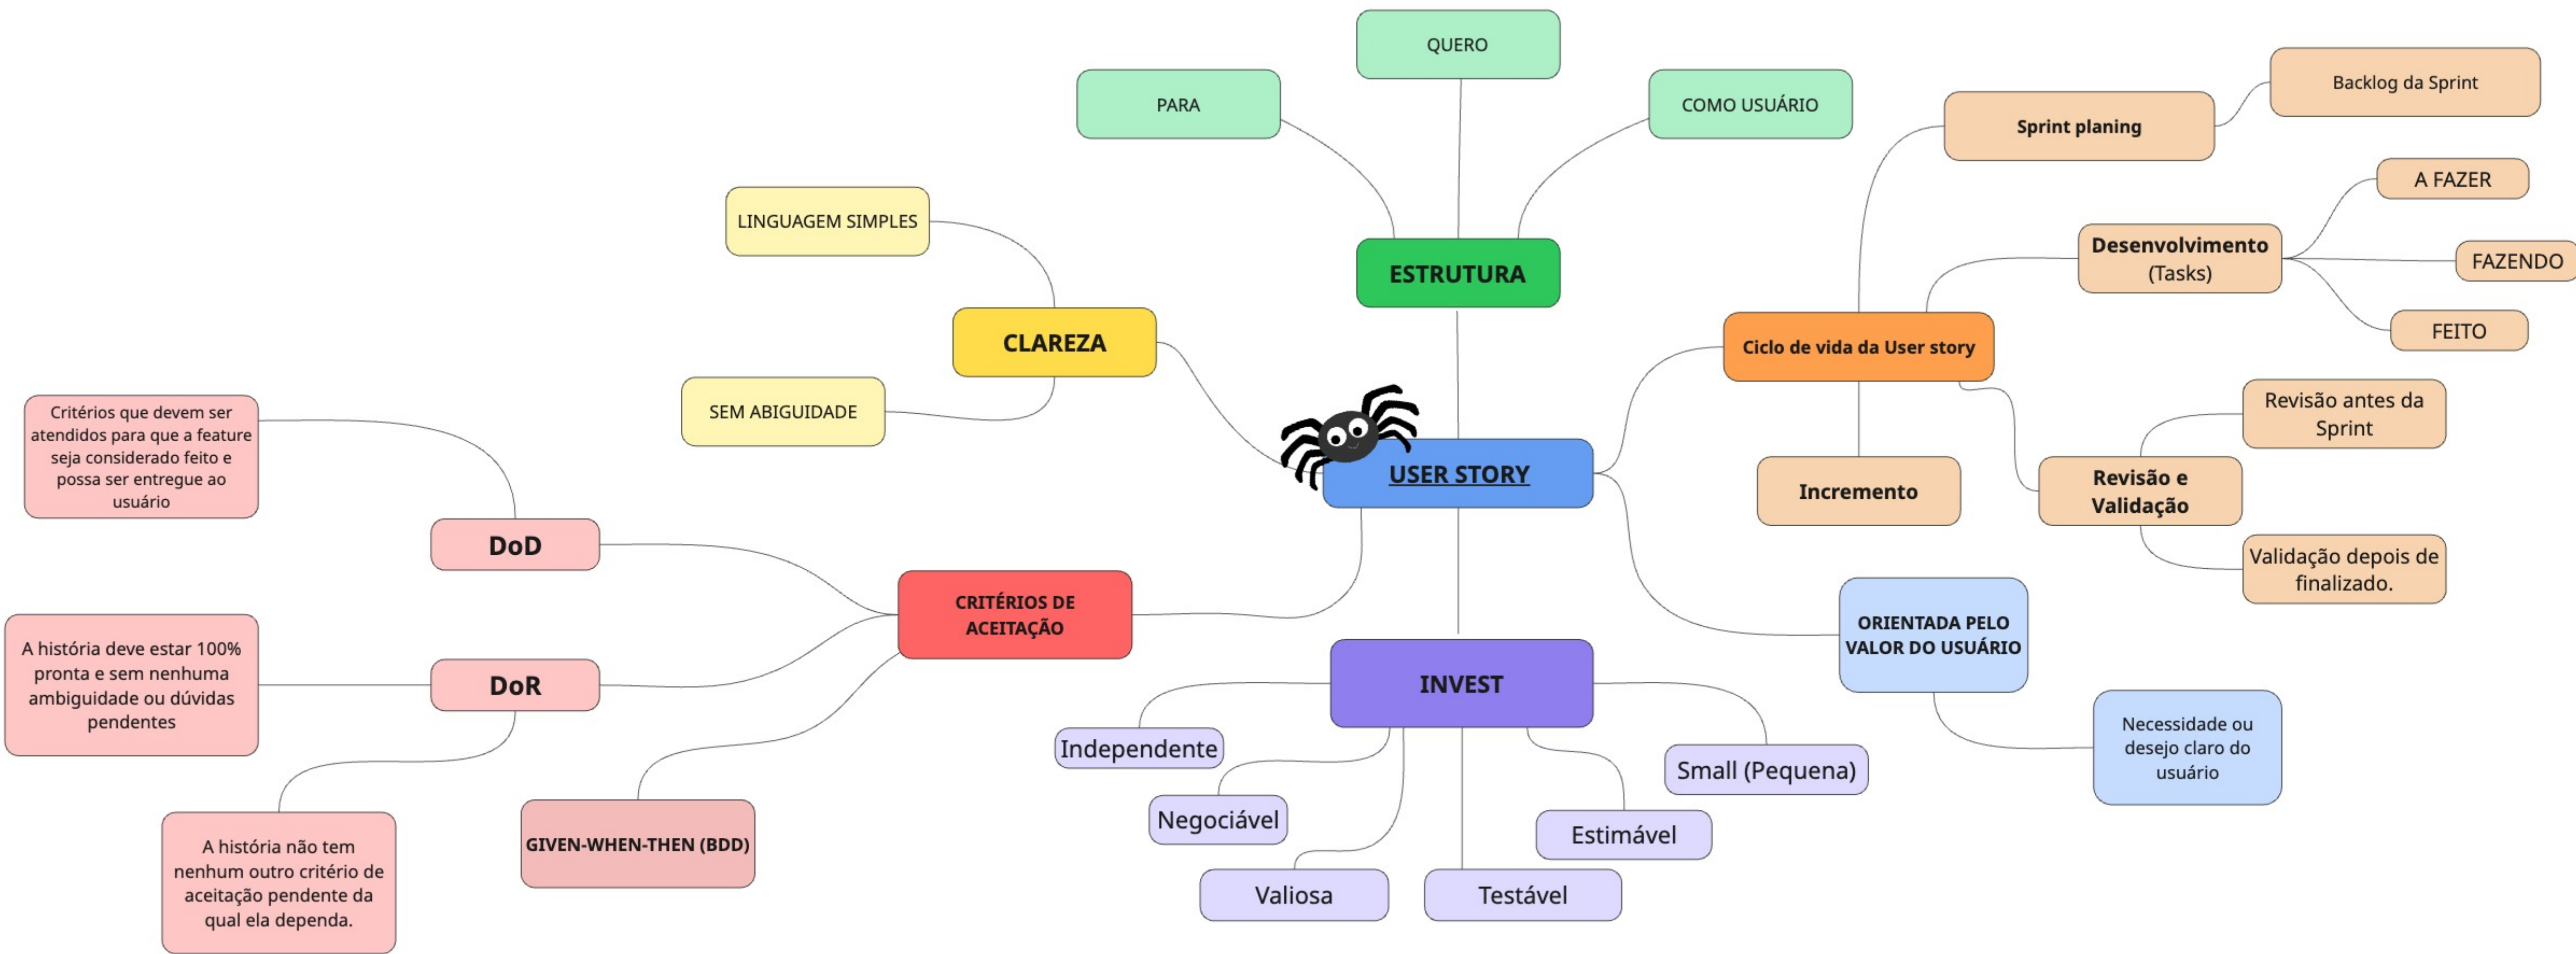 QUERO
PARA
COMO USUÁRIO
ESTRUTURA
LINGUAGEM SIMPLES
CLAREZA
SEM ABIGUIDADE
USER STORY
Sprint planing
Backlog da Sprint
Desenvolvimento
(Tasks)
A FAZER
FAZENDO
FEITO
Ciclo de vida da User story
Incremento
Revisão e
Validação
Revisão antes da
Sprint
Validação depois de
finalizado.
ORIENTADA PELO
VALOR DO USUÁRIO
Necessidade ou
desejo claro do
usuário
CRITÉRIOS DE
ACEITAÇÃO
DoD
Critérios que devem ser
atendidos para que a feature
seja considerado feito e
possa ser entregue ao
usuário
DoR
A história deve estar 100%
pronta e sem nenhuma
ambiguidade ou dúvidas
pendentes
A história não tem
nenhum outro critério de
aceitação pendente da
qual ela dependa.
GIVEN-WHEN-THEN (BDD)
INVEST
Independente
Negociável
Valiosa
Testável
Estimável
Small (Pequena)